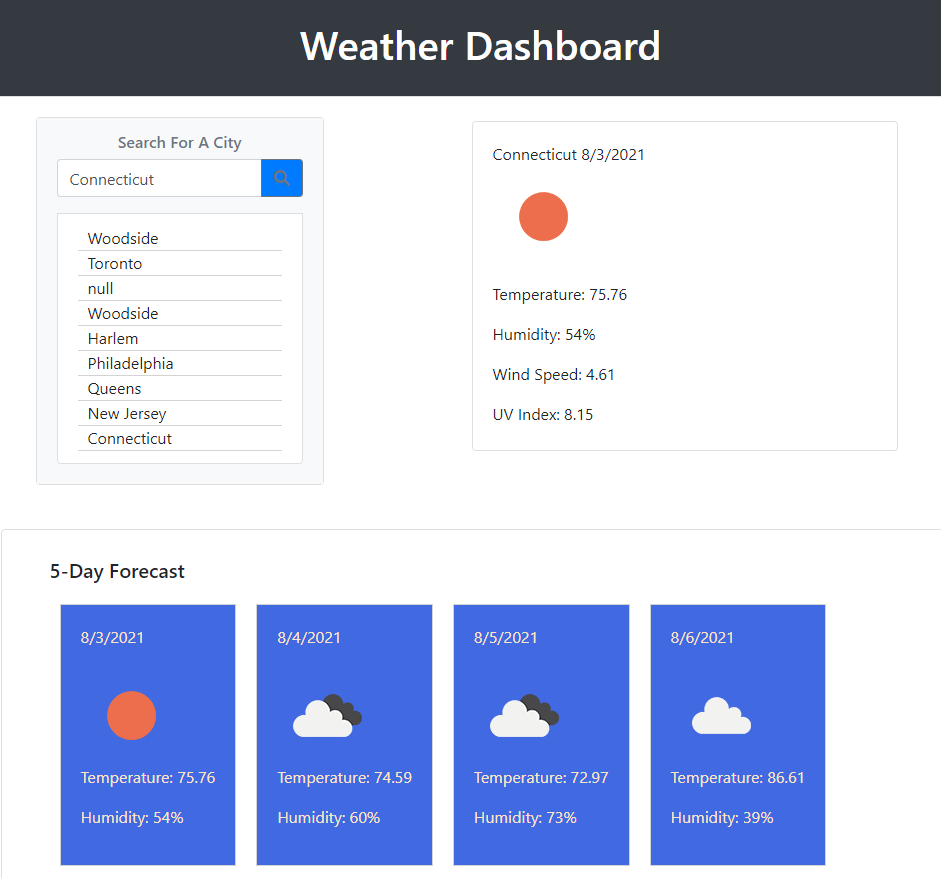 Weather Dashboard
Search For A City
Connecticut
Woodside
Toronto
null
Woodside
Harlem
Philadelphia
Queens
New Jersey
Connecticut
Connecticut 8/3/2021
Temperature: 75.76
Humidity: 54%
Wind Speed: 4.61
UV Index: 8.15
5-Day Forecast
8/3/2021
Temperature: 75.76
Humidity: 54%
8/4/2021
Temperature: 74.59
Humidity: 60%
8/5/2021
Temperature: 72.97
Humidity: 73%
8/6/2021
Temperature: 86.61
Humidity: 39%